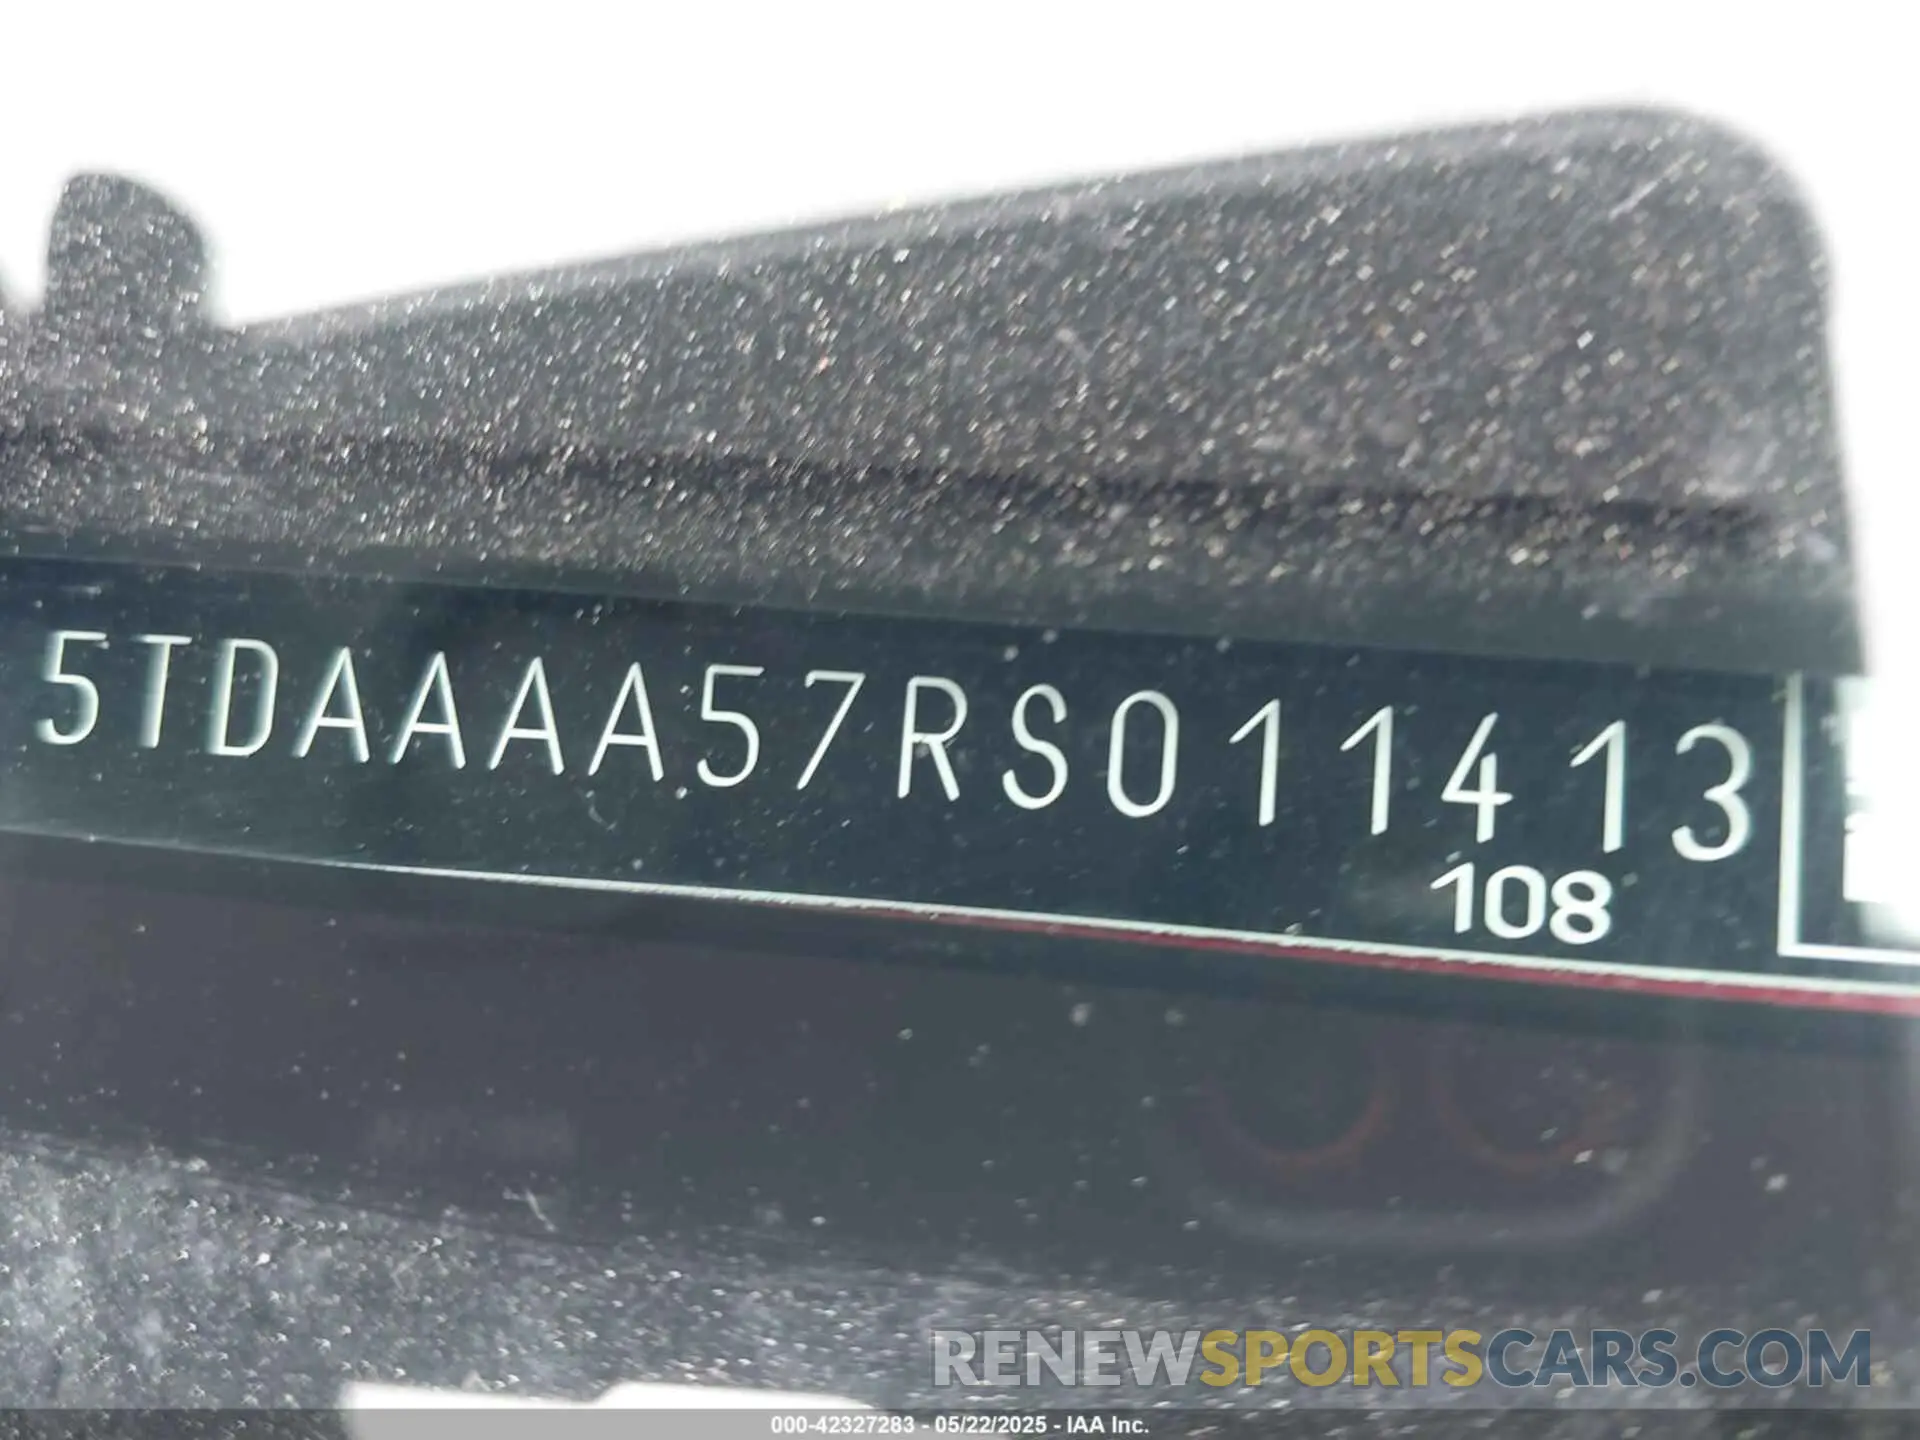 5TDAAAA57RS011413
108
RENEWSPORTSCARS.COM
000-42327283 - 05/22/2025 - IAA Inc.